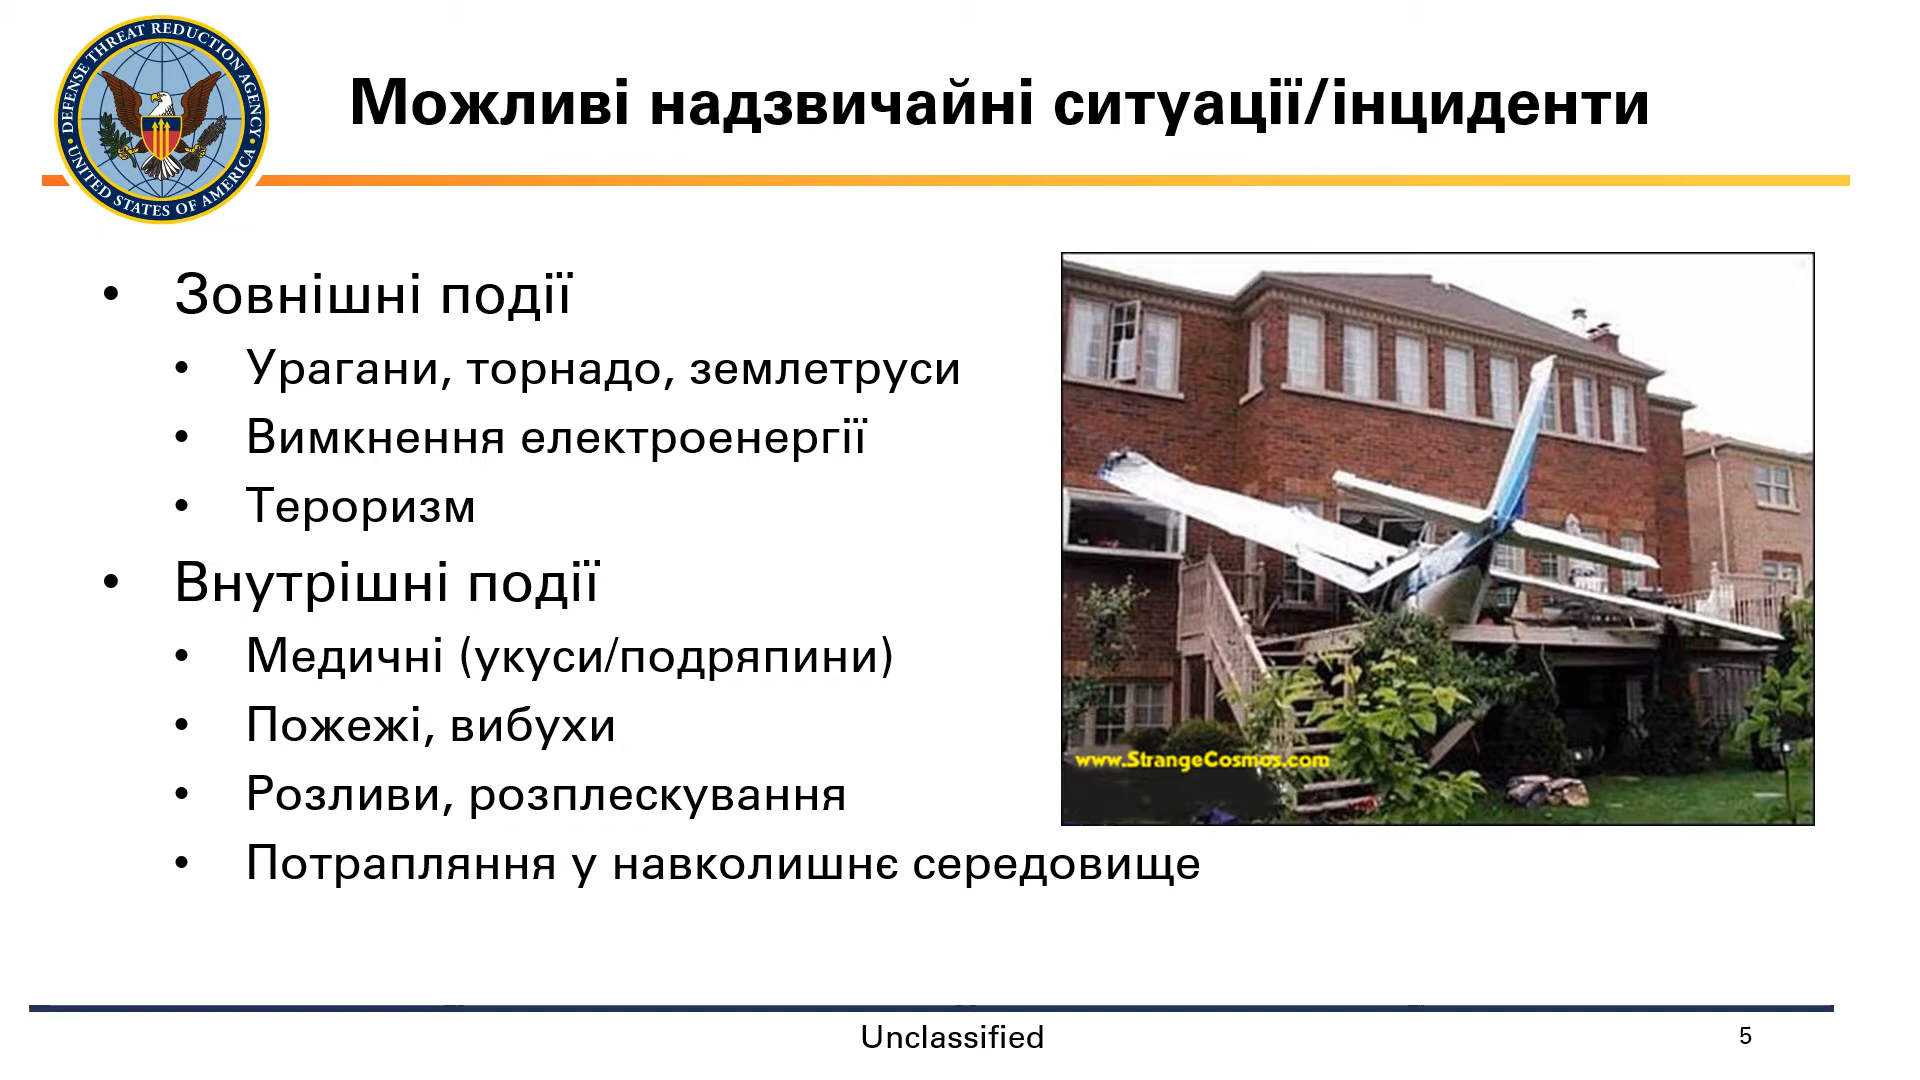 DEFENSE THREAT REDUCTION AGENCY
UNITED STATES OF AMERICA
Можливі надзвичайні ситуації/інциденти
• Зовнішні події
• Урагани, торнадо, землетруси
• Вимкнення електроенергії
• Тероризм
• Внутрішні події
• Медичні (укуси/подряпини)
• Пожежі, вибухи
• Розливи, розплескування
• Потрапляння у навколишнє середовище
www.StrangeCosmos.com
Unclassified
5